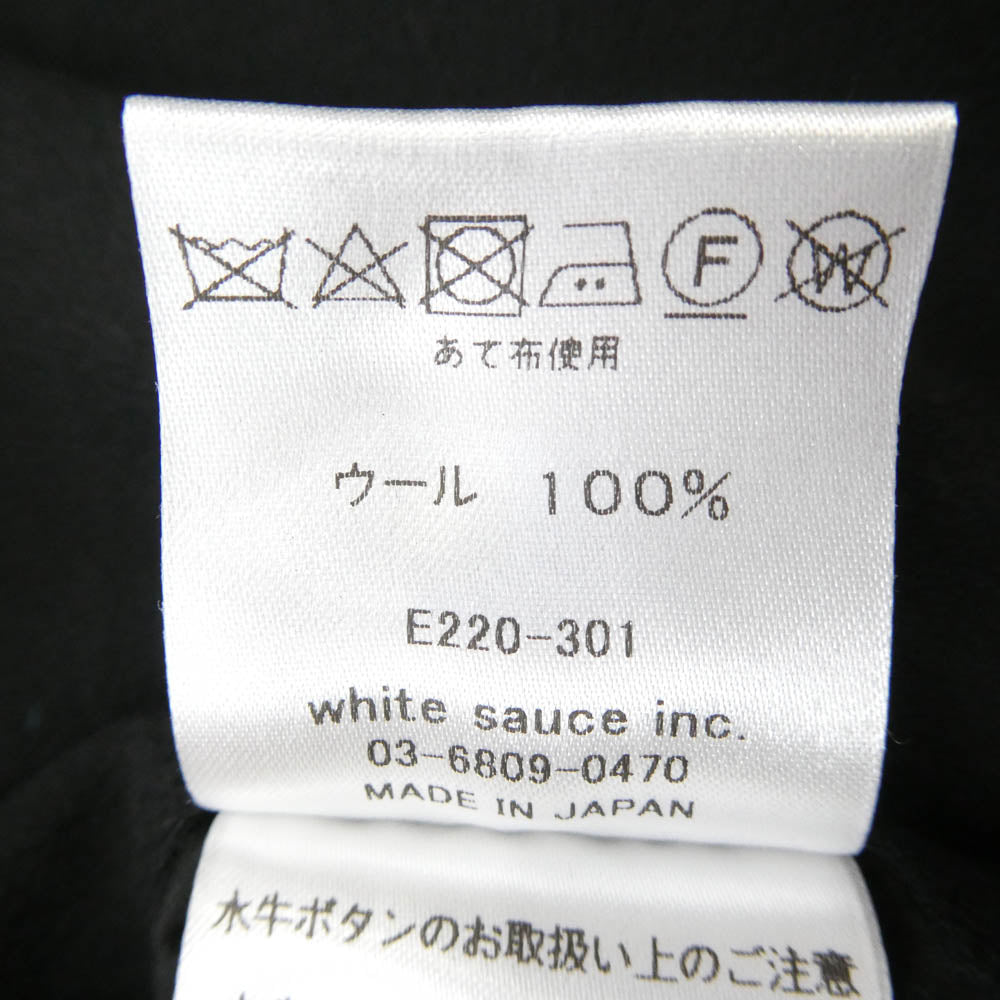 F W
あて布使用
ウール 100%
E220-301
white sauce inc.
03-6809-0470
MADE IN JAPAN
水牛ボタンのお取扱い上のご注意